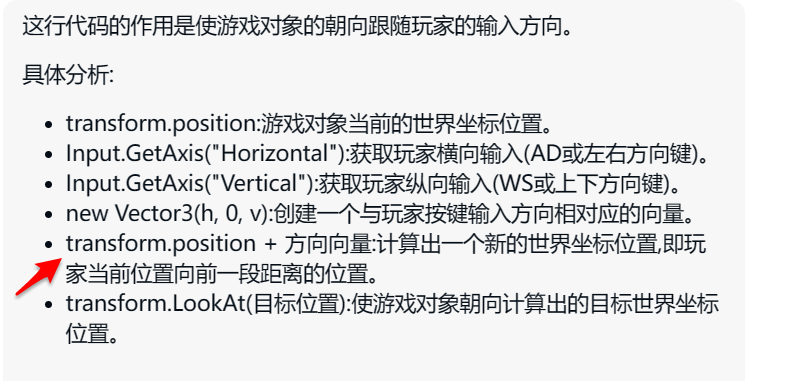 这行代码的作用是使游戏对象的朝向跟随玩家的输入方向。
具体分析:
• transform.position:游戏对象当前的世界坐标位置。
• Input.GetAxis("Horizontal"):获取玩家横向输入(AD或左右方向键)。
• Input.GetAxis("Vertical"):获取玩家纵向输入(WS或上下方向键)。
• new Vector3(h, 0, v):创建一个与玩家按键输入方向相对应的向量。
• transform.position + 方向向量:计算出一个新的世界坐标位置,即玩
家当前位置向前一段距离的位置。
• transform.LookAt(目标位置):使游戏对象朝向计算出的目标世界坐标
位置。